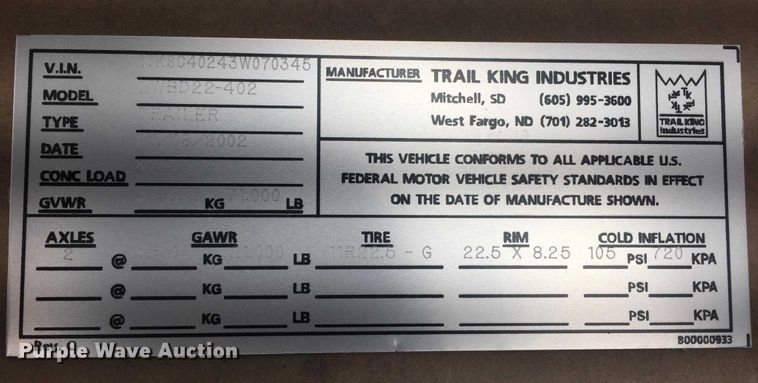 V.I.N. 1TKS040243W070345
MODEL
TYPE TRAILER
DATE /2002
CONC LOAD
GVWR KG LB
MANUFACTURER TRAIL KING INDUSTRIES
Mitchell, SD (605) 995-3600
West Fargo, ND (701) 282-3013
TRAIL KING
Industries
THIS VEHICLE CONFORMS TO ALL APPLICABLE U.S.
FEDERAL MOTOR VEHICLE SAFETY STANDARDS IN EFFECT
ON THE DATE OF MANUFACTURE SHOWN.
AXLES GAWR TIRE RIM COLD INFLATION
2 @ KG LB 11R22.5 - G 22.5 X 8.25 105 PSI 720 KPA
@ KG LB PSI KPA
@ KG LB PSI KPA
800000933
Purple Wave Auction